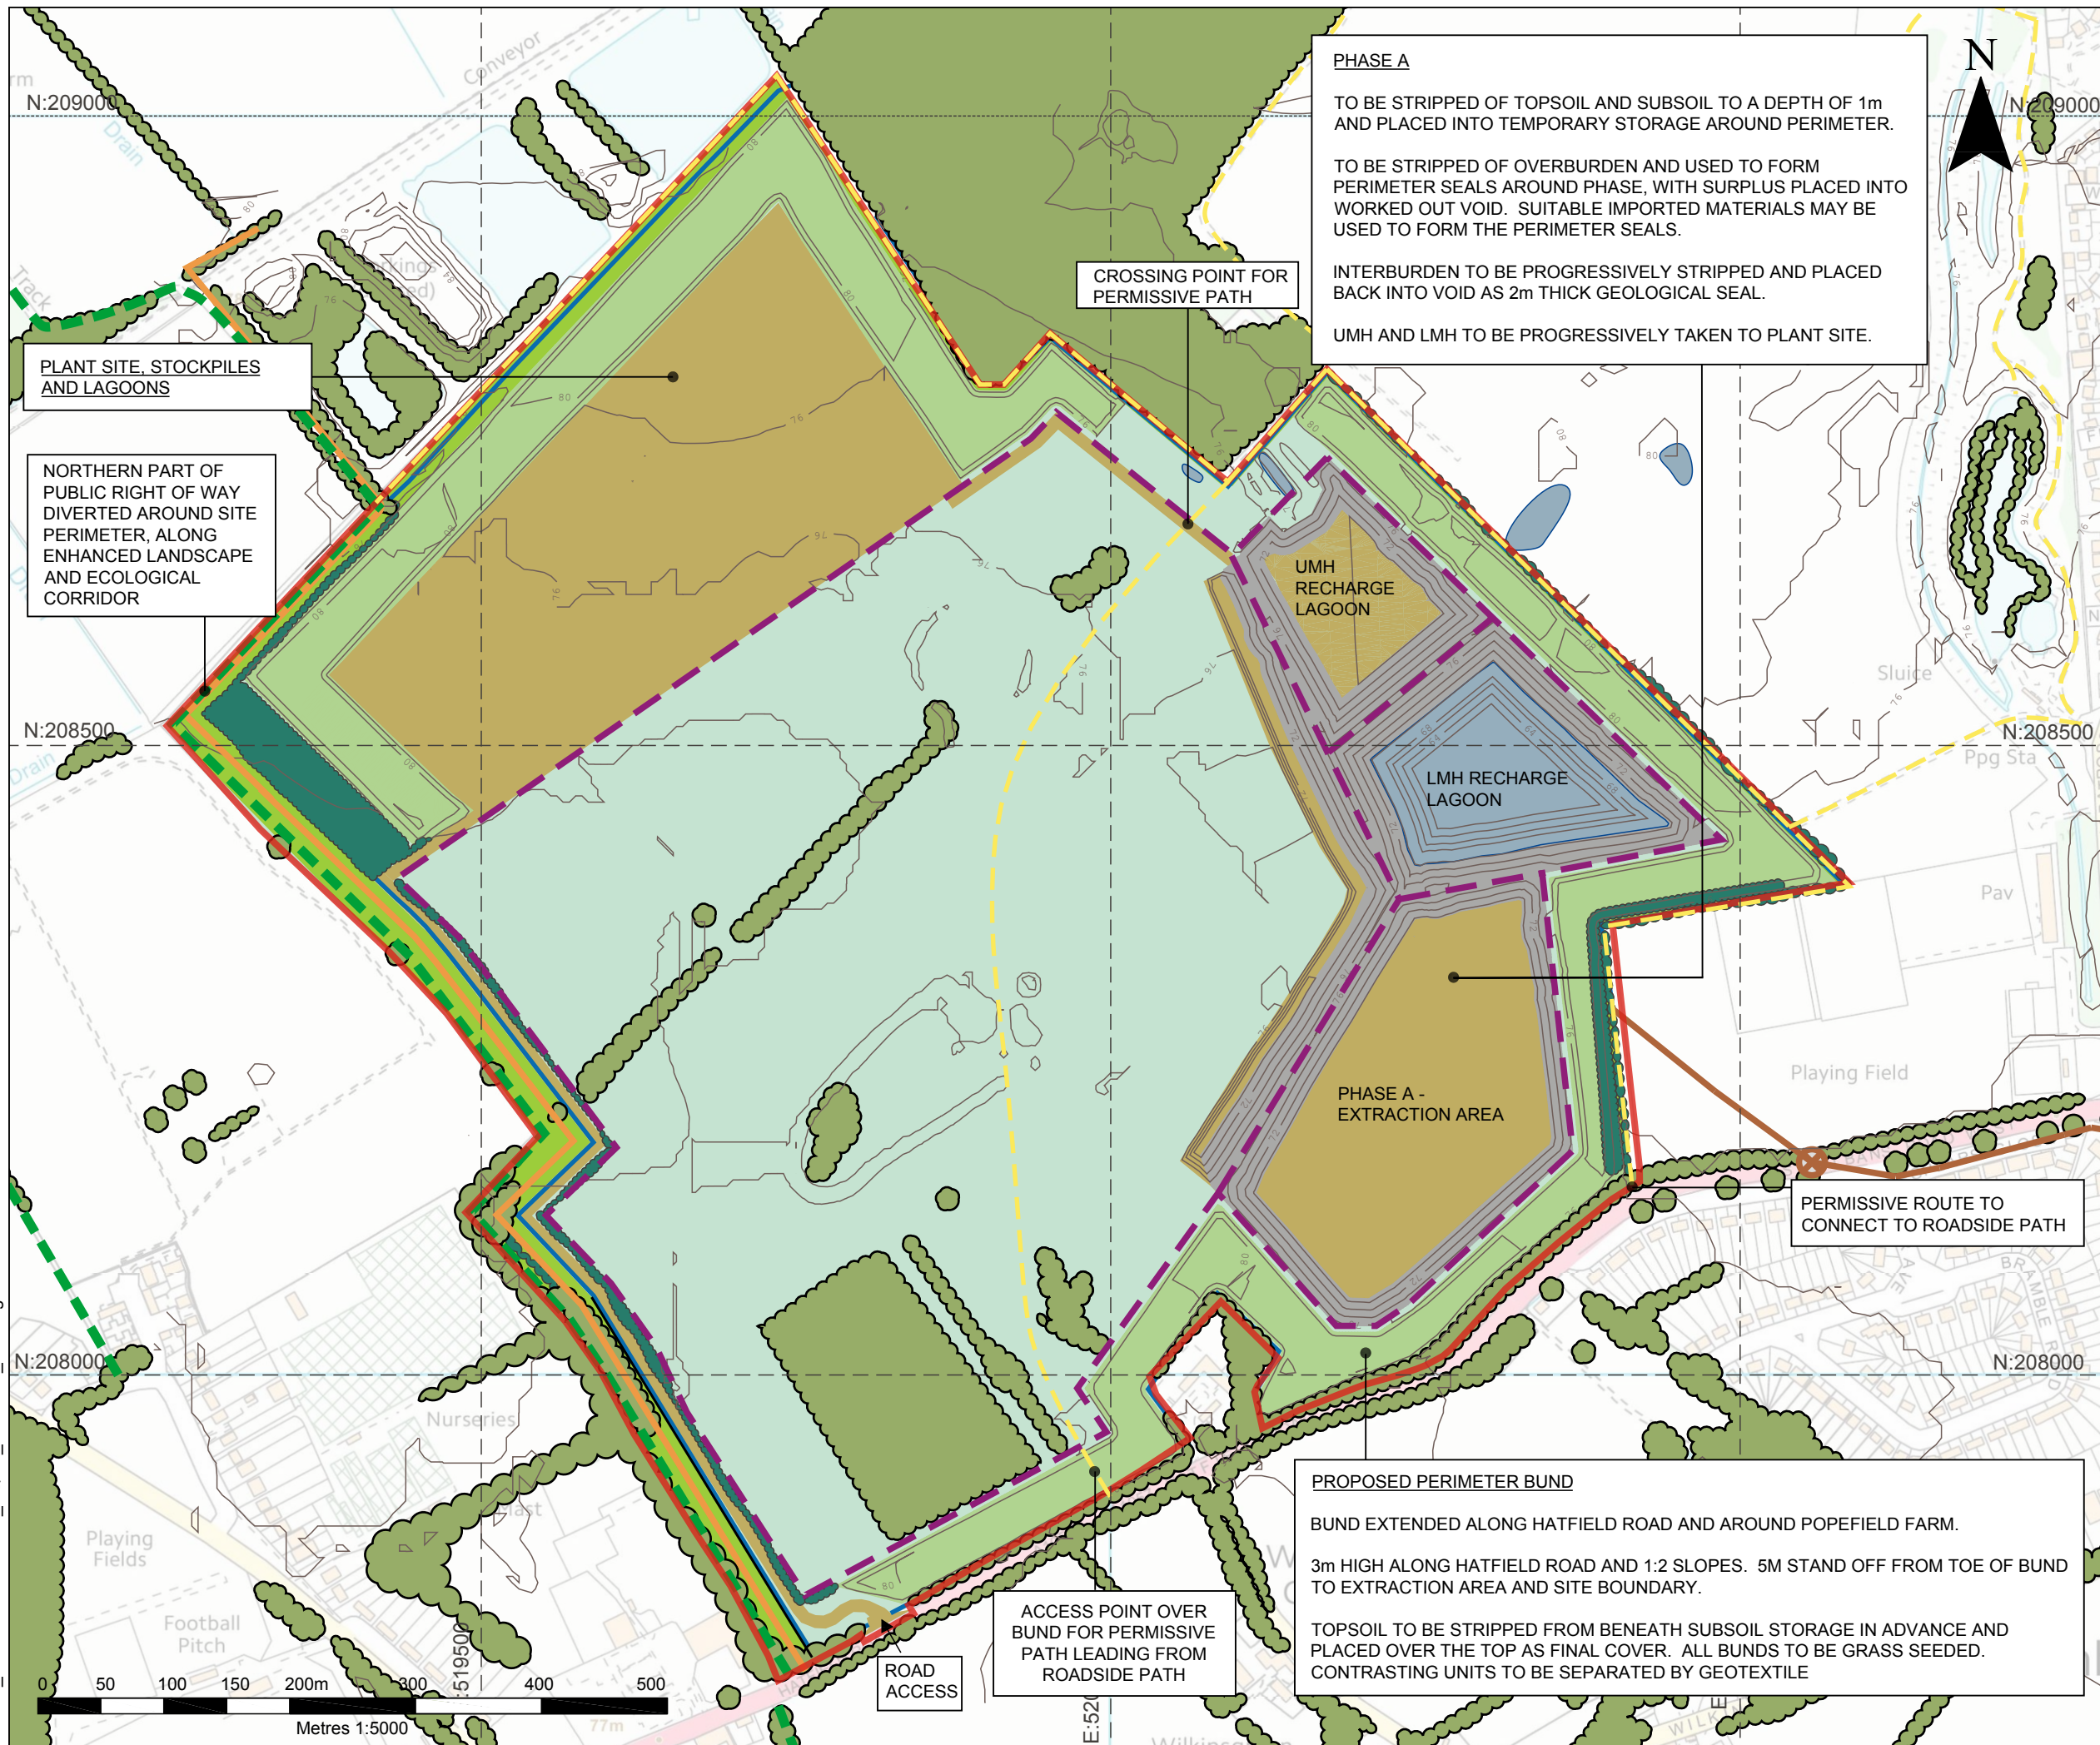 PHASE A
TO BE STRIPPED OF TOPSOIL AND SUBSOIL TO A DEPTH OF 1m
AND PLACED INTO TEMPORARY STORAGE AROUND PERIMETER.
TO BE STRIPPED OF OVERBURDEN AND USED TO FORM
PERIMETER SEALS AROUND PHASE, WITH SURPLUS PLACED INTO
WORKED OUT VOID. SUITABLE IMPORTED MATERIALS MAY BE
USED TO FORM THE PERIMETER SEALS.
INTERBURDEN TO BE PROGRESSIVELY STRIPPED AND PLACED
BACK INTO VOID AS 2m THICK GEOLOGICAL SEAL.
UMH AND LMH TO BE PROGRESSIVELY TAKEN TO PLANT SITE.
N
N:209000
N:209000
Conveyor
Drain
Track
CROSSING POINT FOR
PERMISSIVE PATH
PLANT SITE, STOCKPILES
AND LAGOONS
NORTHERN PART OF
PUBLIC RIGHT OF WAY
DIVERTED AROUND SITE
PERIMETER, ALONG
ENHANCED LANDSCAPE
AND ECOLOGICAL
CORRIDOR
UMH
RECHARGE
LAGOON
Sluice
N:208500
N:208500
Drain
Ppg Sta
LMH RECHARGE
LAGOON
Pav
Playing Field
PHASE A -
EXTRACTION AREA
PERMISSIVE ROUTE TO
CONNECT TO ROADSIDE PATH
AVE
BRAMBLE
N:208000
N:208000
Nurseries
PROPOSED PERIMETER BUND
BUND EXTENDED ALONG HATFIELD ROAD AND AROUND POPEFIELD FARM.
3m HIGH ALONG HATFIELD ROAD AND 1:2 SLOPES. 5M STAND OFF FROM TOE OF BUND
TO EXTRACTION AREA AND SITE BOUNDARY.
TOPSOIL TO BE STRIPPED FROM BENEATH SUBSOIL STORAGE IN ADVANCE AND
PLACED OVER THE TOP AS FINAL COVER. ALL BUNDS TO BE GRASS SEEDED.
CONTRASTING UNITS TO BE SEPARATED BY GEOTEXTILE
Playing
Fields
Football
Pitch
ACCESS POINT OVER
BUND FOR PERMISSIVE
PATH LEADING FROM
ROADSIDE PATH
ROAD
ACCESS
:519500
E:520
0 50 100 150 200m 300 400 500
Metres 1:5000
77m